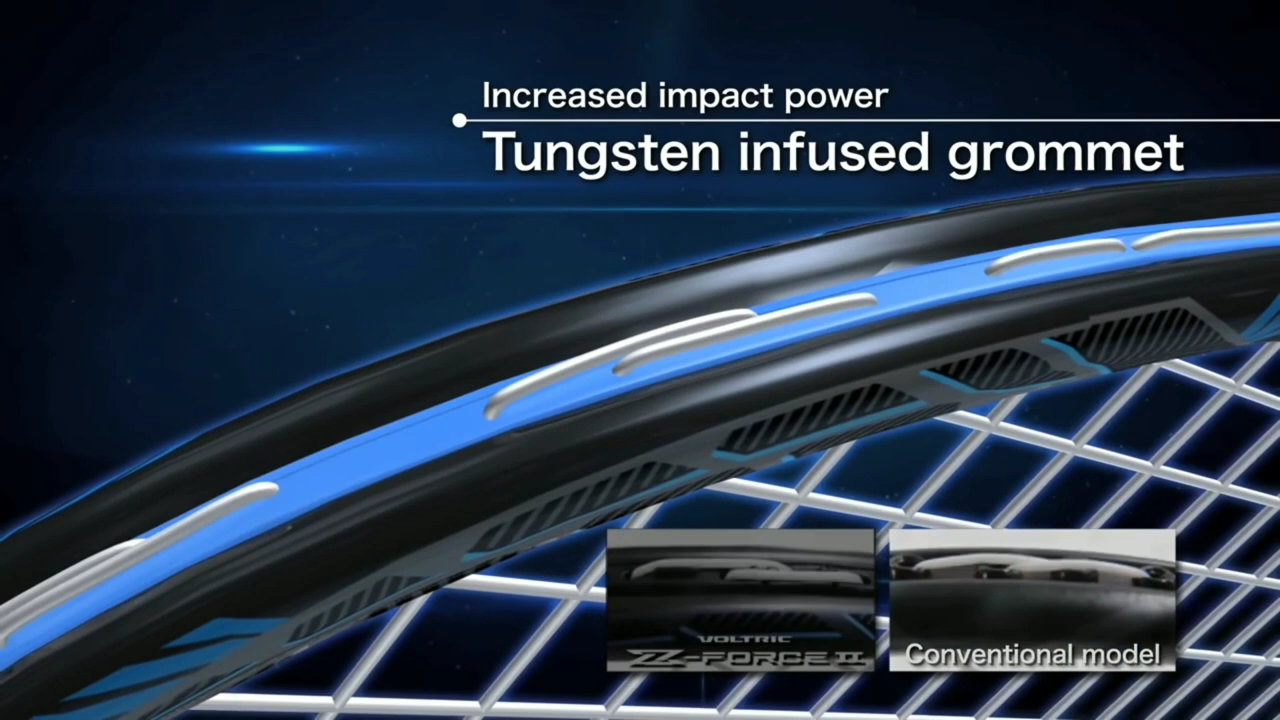 Increased impact power
Tungsten infused grommet
VOLTRIC
Z-FORCE II
Conventional model